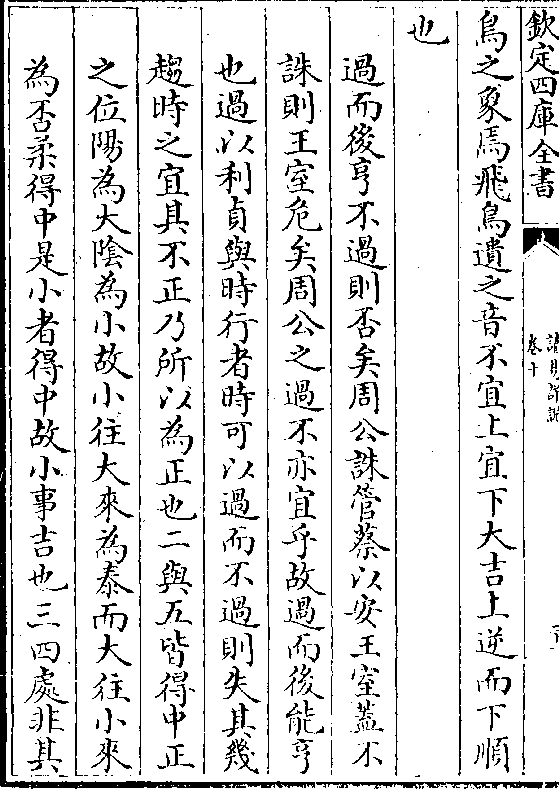 欽定四庫全書
卷十
鳥之象焉飛鳥遺之音不宜上宜下大吉上逆而下順
也
過而後亨不過則否矣周公誅管蔡以安王室蓋不
誅則王室危矣周公之過不亦宜乎故過而後能亨
也過以利貞與時行者時可以過而不過則失其幾
趨時之宜其不正乃所以為正也二與五皆得中正
之位陽為大陰為小故小往大來為泰而大往小來
為否柔得中是小者得中故小事吉也三四處非其